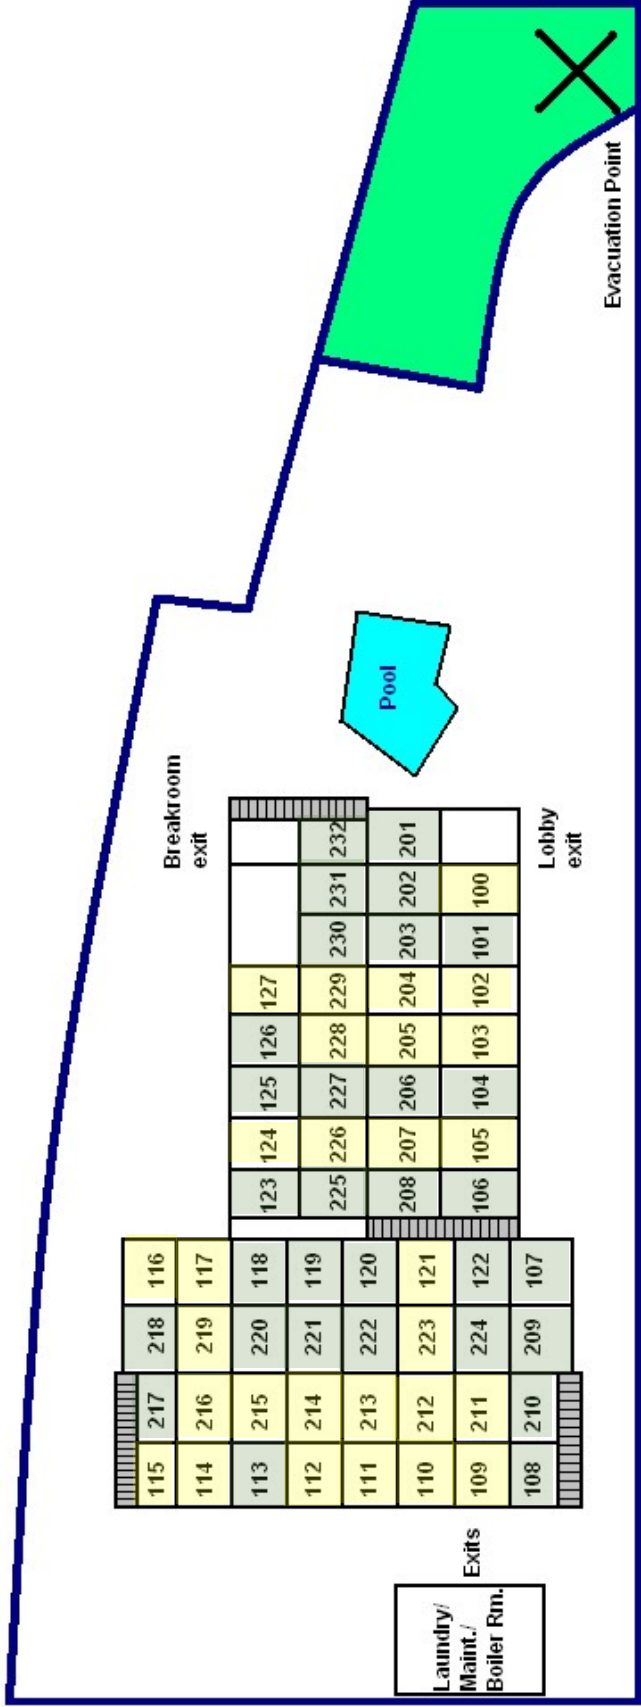 Breakroom
exit
115 217 218 116
114 216 219 117
113 215 220 118 123 124 125 126 127
112 214 221 119 225 226 227 228 229 230 231 232
111 213 222 120
Pool
110 212 223 121 208 207 206 205 204 203 202 201
109 211 224 122 106 105 104 103 102 101 100
108 210 209 107
Laundry/
Maint./
Boiler Rm.
Exits
Lobby
exit
Evacuation Point